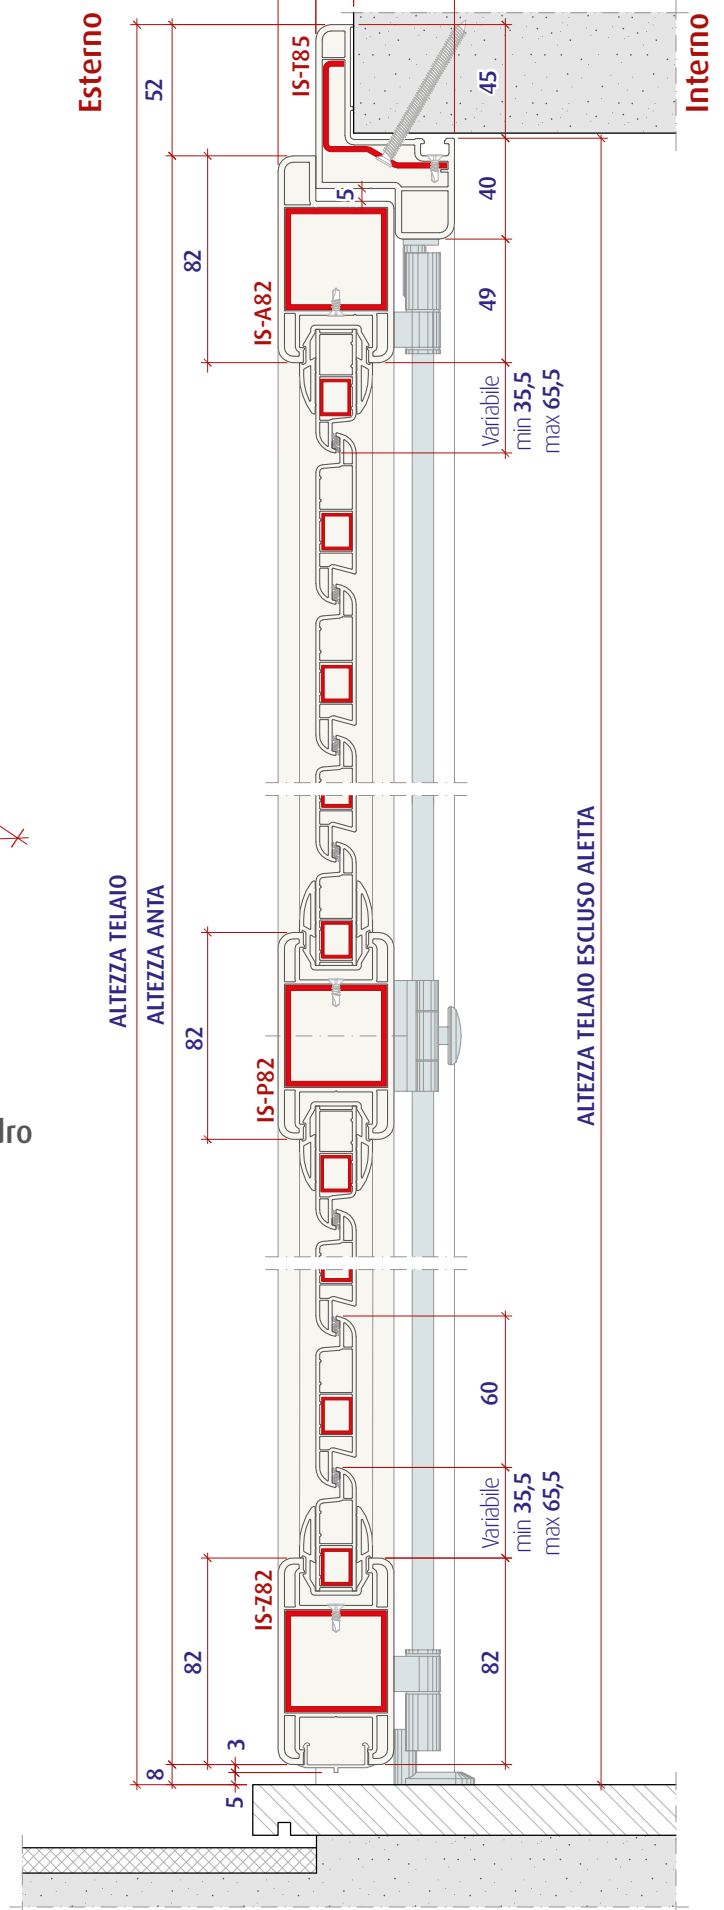 Esterno
Interno
52
IS-T85
45
5
40
82
IS-A82
49
Variabile
min 35,5
max 65,5
ALTEZZA TELAIO
ALTEZZA ANTA
ALTEZZA TELAIO ESCLUSO ALETTA
82
IS-P82
dro
60
Variabile
min 35,5
max 65,5
IS-Z82
82
82
3
8
5